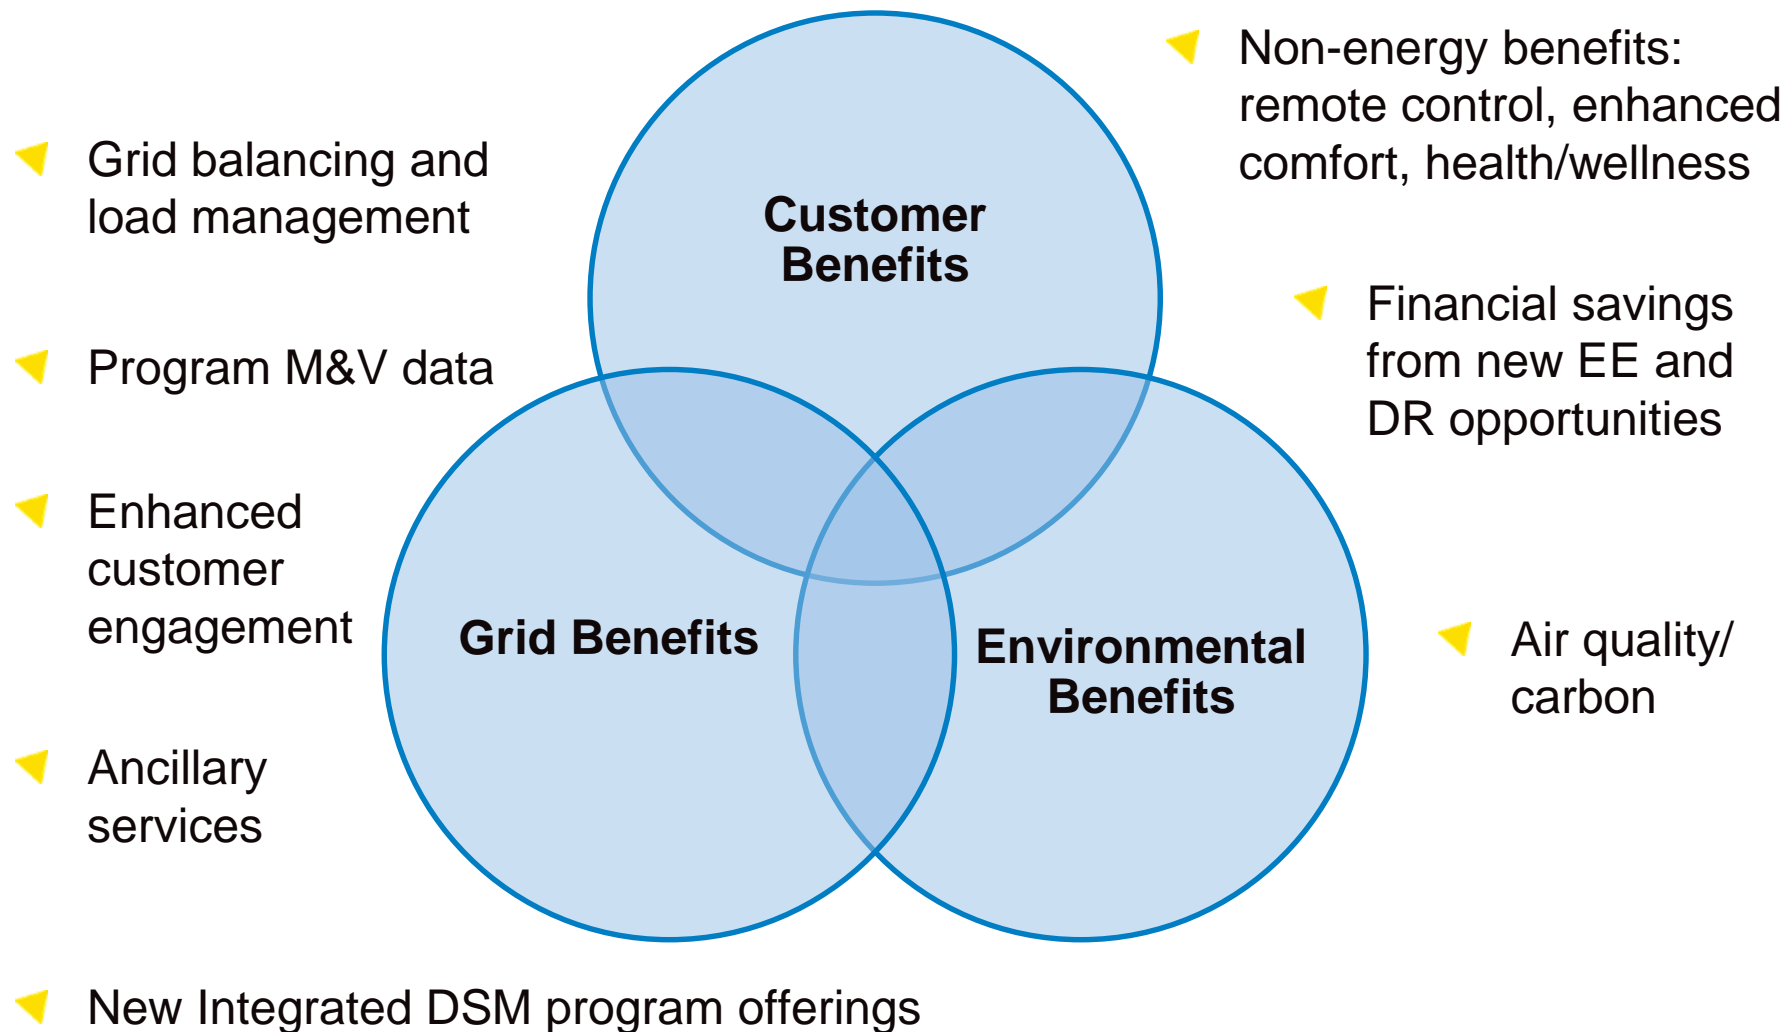 Non-energy benefits:
remote control, enhanced
comfort, health/wellness
Grid balancing and
load management
Customer
Benefits
Financial savings
from new EE and
DR opportunities
Program M&V data
Enhanced
customer
engagement
Grid Benefits
Environmental
Benefits
Air quality/
carbon
Ancillary
services
New Integrated DSM program offerings